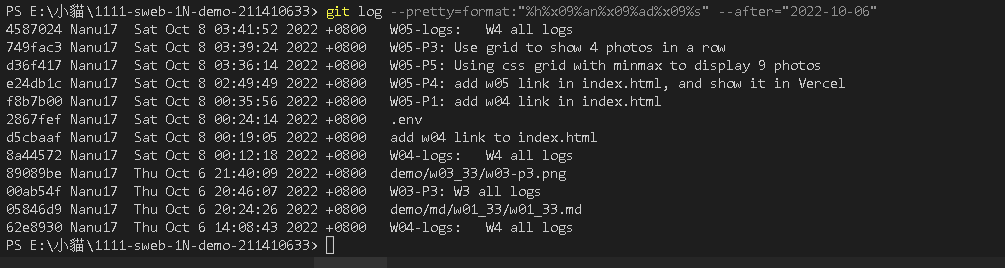 PS E:\小貓\1111-sweb-1N-demo-211410633> git log --pretty=format:"%h%x09%an%x09%ad%x09%s" --after="2022-10-06"
4587024 Nanu17  Sat Oct 8 03:41:52 2022 +0800   W05-logs:   W4 all logs
749fac3 Nanu17  Sat Oct 8 03:39:24 2022 +0800   W05-P3: Use grid to show 4 photos in a row
d36f417 Nanu17  Sat Oct 8 03:36:14 2022 +0800   W05-P5: Using css grid with minmax to display 9 photos
e24db1c Nanu17  Sat Oct 8 02:49:49 2022 +0800   W05-P4: add w05 link in index.html, and show it in Vercel
f8b7b00 Nanu17  Sat Oct 8 00:35:56 2022 +0800   W05-P1: add w04 link in index.html
2867fef Nanu17  Sat Oct 8 00:24:14 2022 +0800   .env
d5cbaaf Nanu17  Sat Oct 8 00:19:05 2022 +0800   add w04 link to index.html
8a44572 Nanu17  Sat Oct 8 00:12:18 2022 +0800   W04-logs:   W4 all logs
89089be Nanu17  Thu Oct 6 21:40:09 2022 +0800   demo/w03_33/w03-p3.png
00ab54f Nanu17  Thu Oct 6 20:46:07 2022 +0800   W03-P3: W3 all logs
05846d9 Nanu17  Thu Oct 6 20:24:26 2022 +0800   demo/md/w01_33/w01_33.md
62e8930 Nanu17  Thu Oct 6 14:08:43 2022 +0800   W04-logs:   W4 all logs
PS E:\小貓\1111-sweb-1N-demo-211410633>